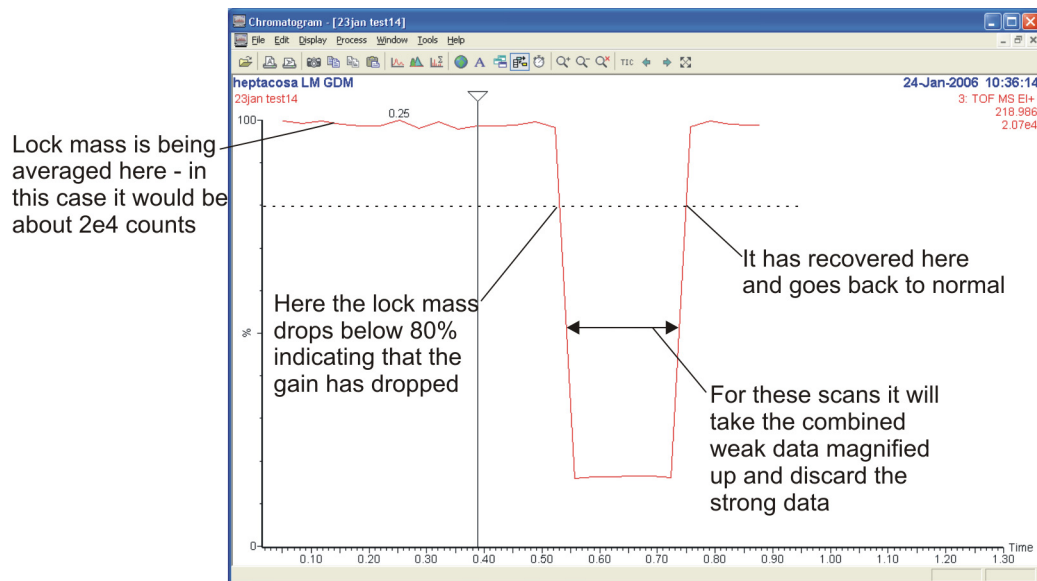 Chromatogram - [23jan test14]
File Edit Display Process Window Tools Help
TIC
heptacosa LM GDM
24-Jan-2006 10:36:14
23jan test14
3: TOF MS EI+
218.986
2.07e4
0.25
100
%
0
Lock mass is being
averaged here - in
this case it would be
about 2e4 counts
Here the lock mass
drops below 80%
indicating that the
gain has dropped
It has recovered here
and goes back to normal
For these scans it will
take the combined
weak data magnified
up and discard the
strong data
0.10 0.20 0.30 0.40 0.50 0.60 0.70 0.80 0.90 1.00 1.10 1.20 1.30
Time